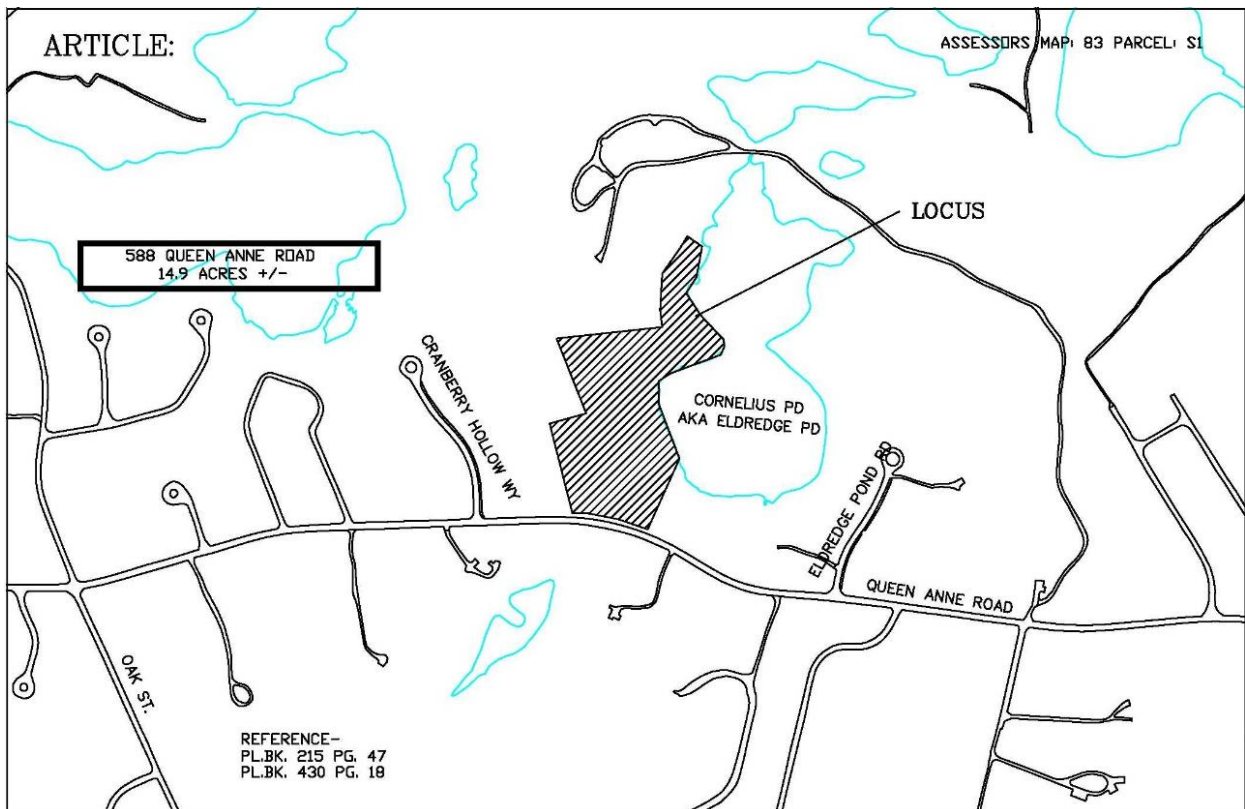 ARTICLE:
ASSESSORS MAP: 83 PARCEL: S1
LOCUS
588 QUEEN ANNE ROAD
14.9 ACRES +/-
CRANBERRY HOLLOW WY
CORNELIUS PD
AKA ELDREDGE PD
ELDREDGE POND RD
QUEEN ANNE ROAD
OAK ST.
REFERENCE-
PL.BK. 215 PG. 47
PL.BK. 430 PG. 18